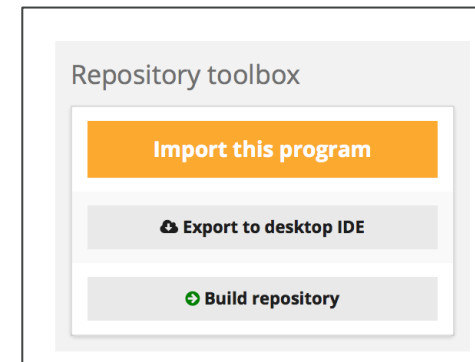 Repository toolbox
Import this program
Export to desktop IDE
Build repository